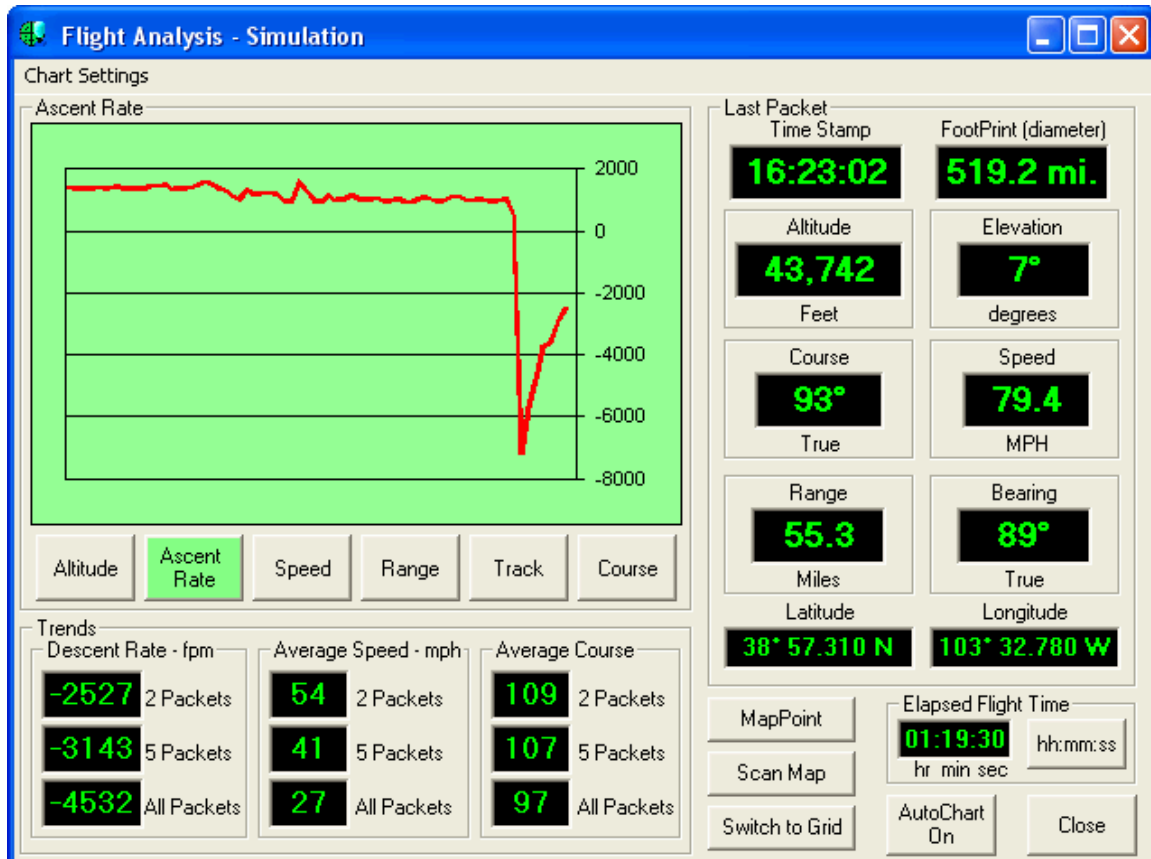 Flight Analysis - Simulation
Chart Settings
Ascent Rate
2000
0
-2000
-4000
-6000
-8000
Altitude
Ascent
Rate
Speed
Range
Track
Course
Trends
Descent Rate - fpm
-2527 2 Packets
-3143 5 Packets
-4532 All Packets
Average Speed - mph
54 2 Packets
41 5 Packets
27 All Packets
Average Course
109 2 Packets
107 5 Packets
97 All Packets
Last Packet
Time Stamp
16:23:02
FootPrint (diameter)
519.2 mi.
Altitude
43,742
Feet
Elevation
7°
degrees
Course
93°
True
Speed
79.4
MPH
Range
55.3
Miles
Bearing
89°
True
Latitude
38° 57.310 N
Longitude
103° 32.780 W
MapPoint
Scan Map
Switch to Grid
Elapsed Flight Time
01:19:30
hr min sec
hh:mm:ss
AutoChart
On
Close